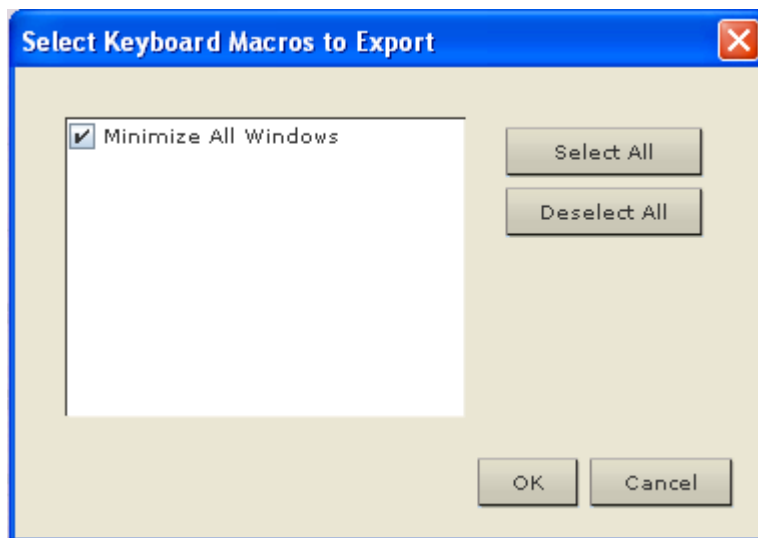 Select Keyboard Macros to Export
Minimize All Windows
Select All
Deselect All
OK
Cancel